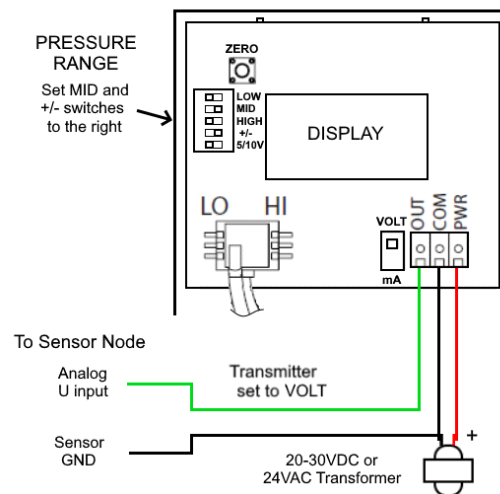 PRESSURE
RANGE
Set MID and
+/- switches
to the right
ZERO
LOW
MID
HIGH
+/-
5/10V
DISPLAY
LO HI
VOLT
mA
OUT
COM
PWR
To Sensor Node
Analog
U input
Transmitter
set to VOLT
Sensor
GND
+
20-30VDC or
24VAC Transformer